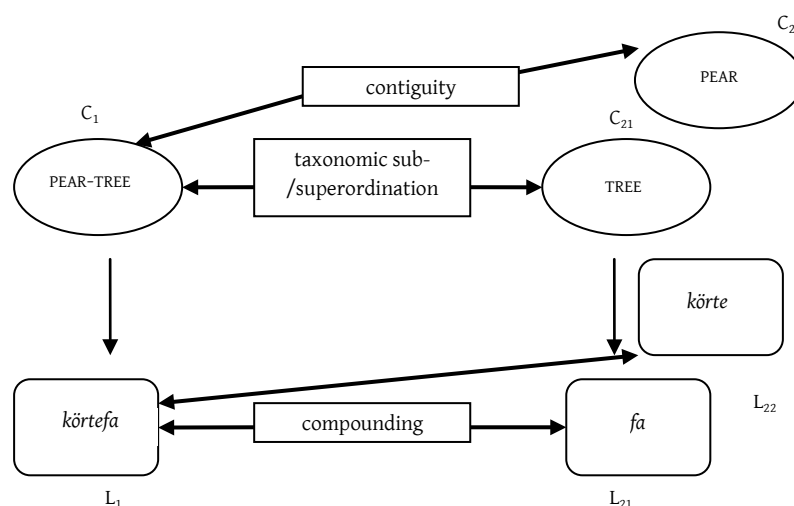 C₂
PEAR
contiguity
C₁
C₂₁
taxonomic sub-
/superordination
PEAR-TREE
TREE
körte
körtefa
compounding
fa
L₂₂
L₁
L₂₁